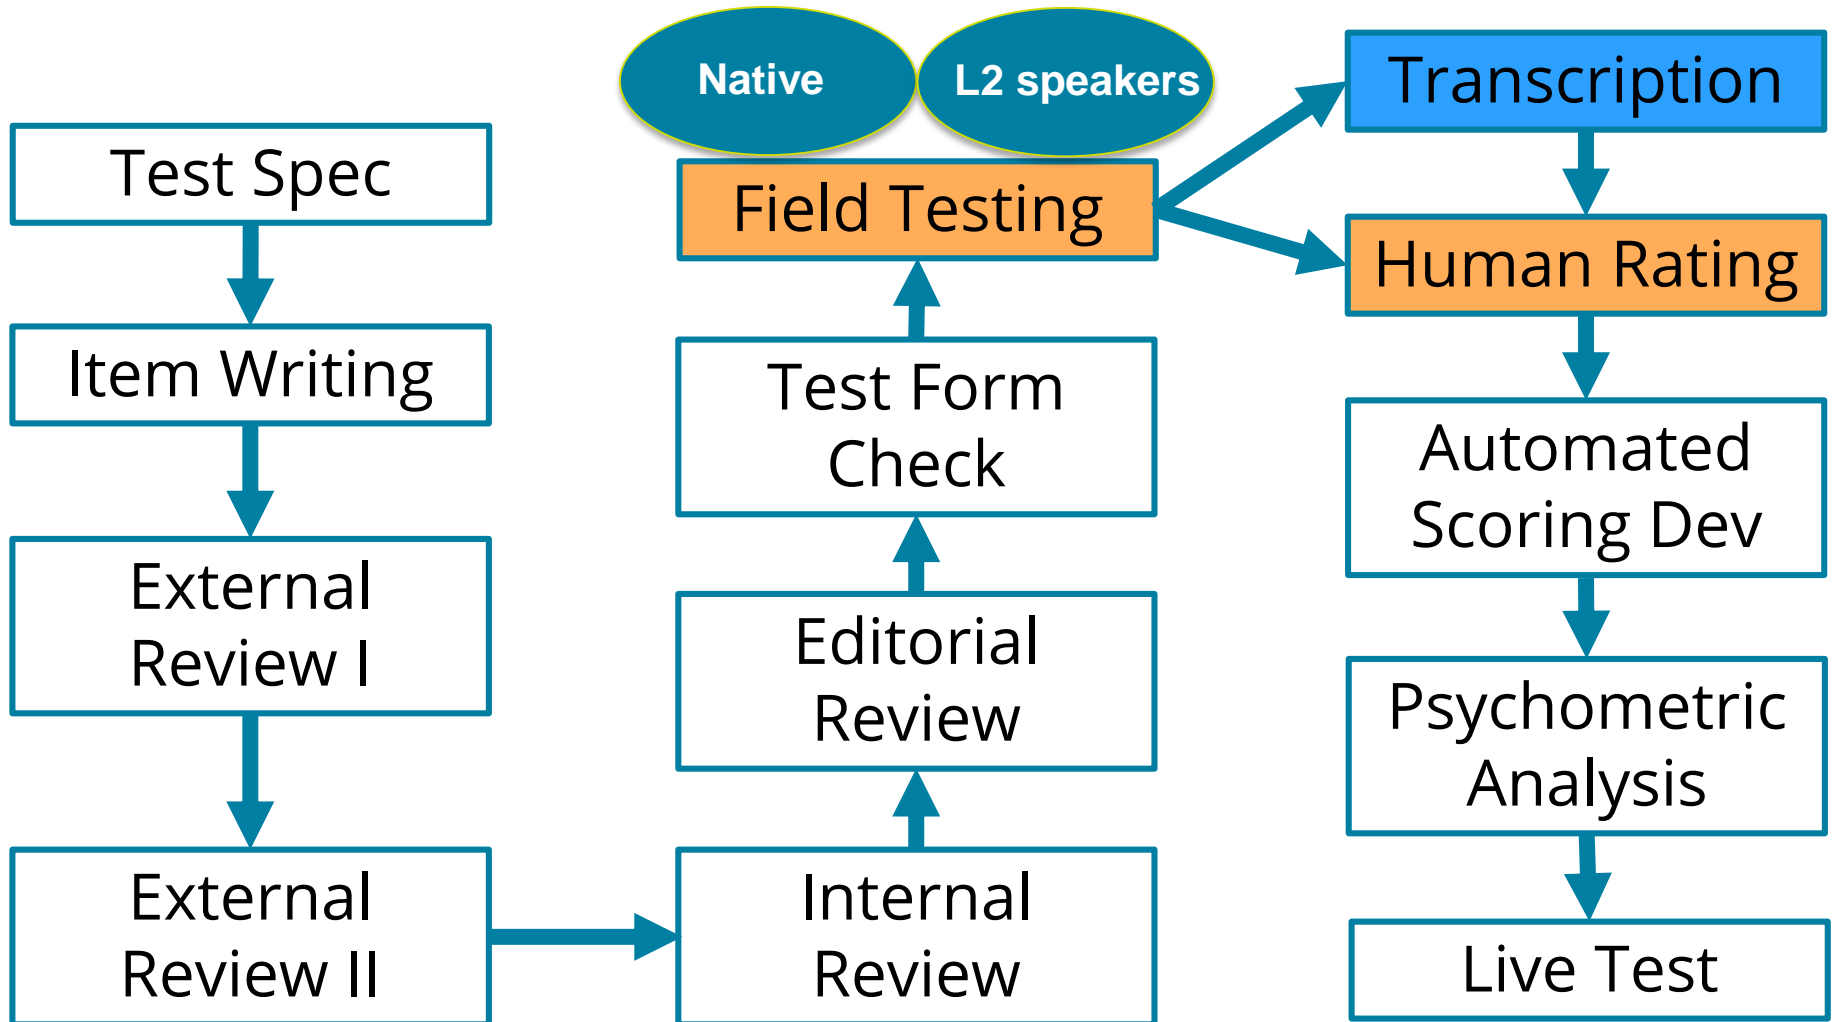 Test Spec
Item Writing
External
Review I
External
Review II
Internal
Review
Editorial
Review
Test Form
Check
Field Testing
Native
L2 speakers
Transcription
Human Rating
Automated
Scoring Dev
Psychometric
Analysis
Live Test